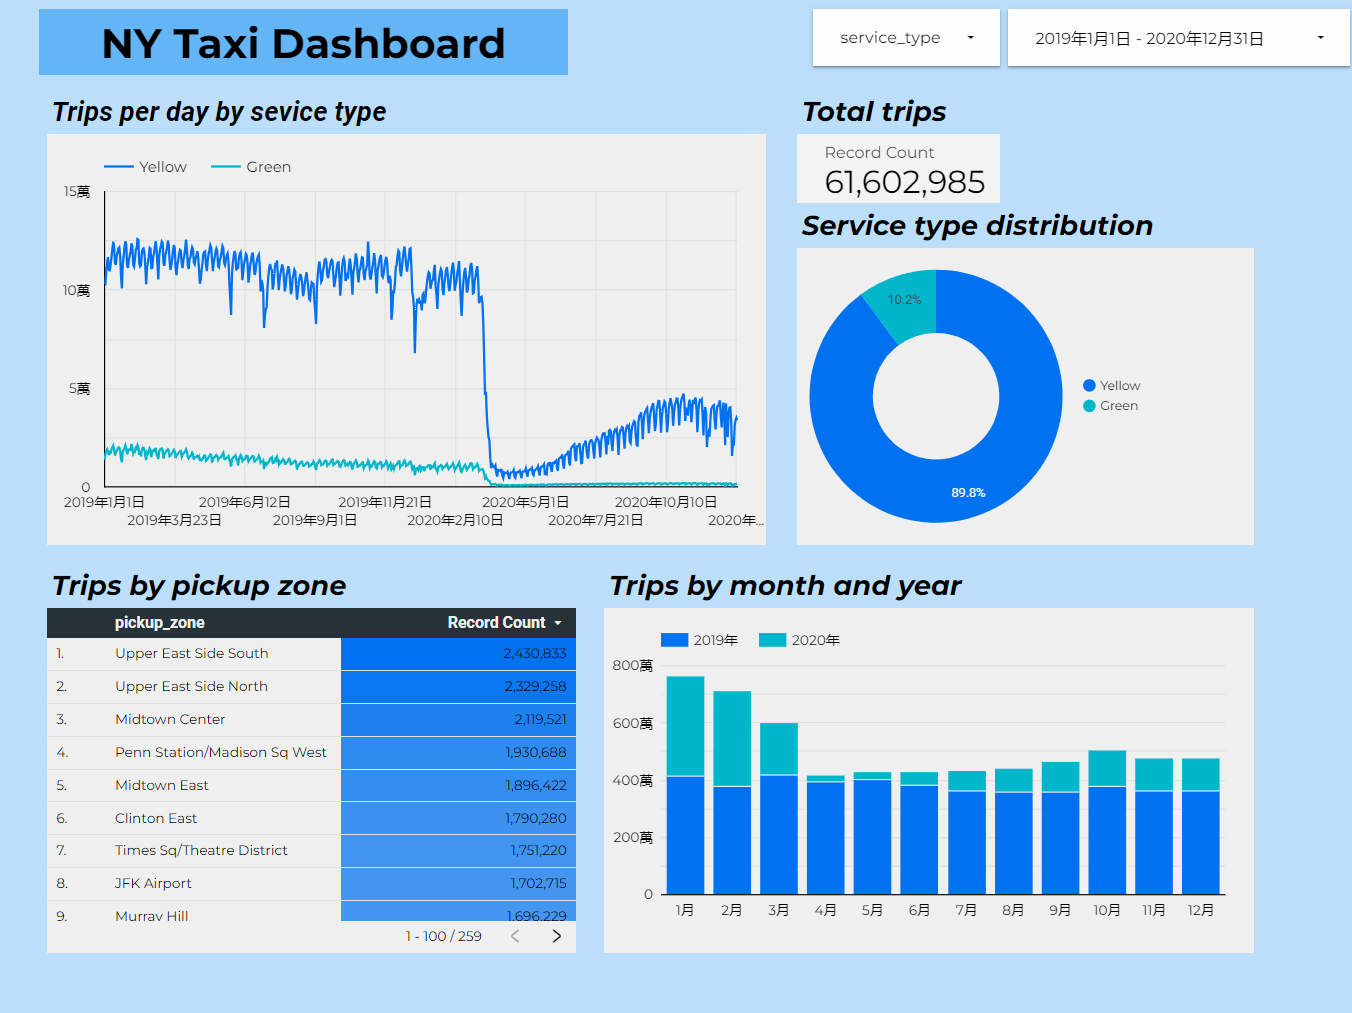 NY Taxi Dashboard
service_type
2019年1月1日 - 2020年12月31日
Trips per day by sevice type
Yellow
Green
15萬
10萬
5萬
0
2019年1月1日
2019年3月23日
2019年6月12日
2019年9月1日
2019年11月21日
2020年2月10日
2020年5月1日
2020年7月21日
2020年10月10日
2020年...
Total trips
Record Count
61,602,985
Service type distribution
10.2%
89.8%
Yellow
Green
Trips by pickup zone
pickup_zone Record Count
1. Upper East Side South 2,430,833
2. Upper East Side North 2,329,258
3. Midtown Center 2,119,521
4. Penn Station/Madison Sq West 1,930,688
5. Midtown East 1,896,422
6. Clinton East 1,790,280
7. Times Sq/Theatre District 1,751,220
8. JFK Airport 1,702,715
9. Murray Hill 1,696,229
1 - 100 / 259
Trips by month and year
2019年
2020年
800萬
600萬
400萬
200萬
0
1月 2月 3月 4月 5月 6月 7月 8月 9月 10月 11月 12月